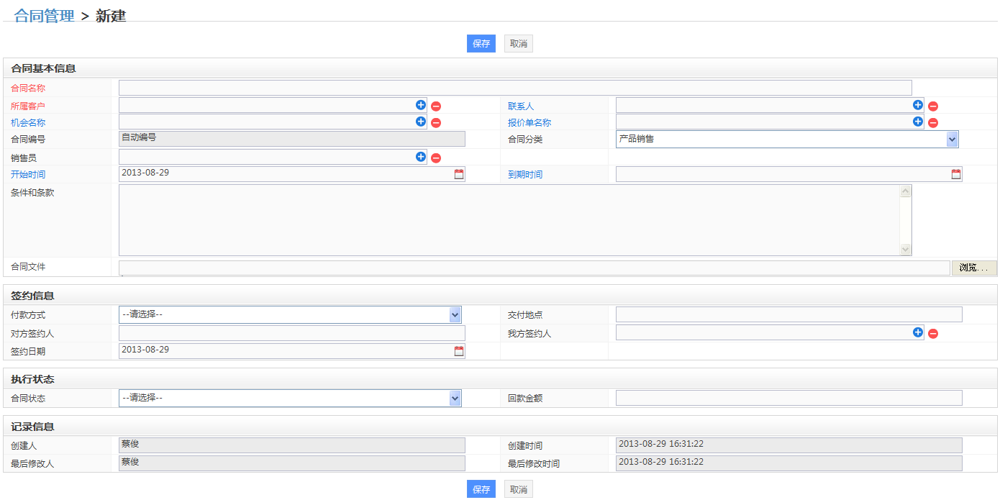 合同管理 > 新建
保存 取消
合同基本信息
合同名称
所属客户 联系人
机会名称 报价单名称
合同编号 自动编号 合同分类 产品销售
销售员
开始时间 2013-08-29 到期时间
条件和条款
合同文件 浏览...
签约信息
付款方式 --请选择-- 交付地点
对方签约人 我方签约人
签约日期 2013-08-29
执行状态
合同状态 --请选择-- 回款金额
记录信息
创建人 蔡俊 创建时间 2013-08-29 16:31:22
最后修改人 蔡俊 最后修改时间 2013-08-29 16:31:22
保存 取消